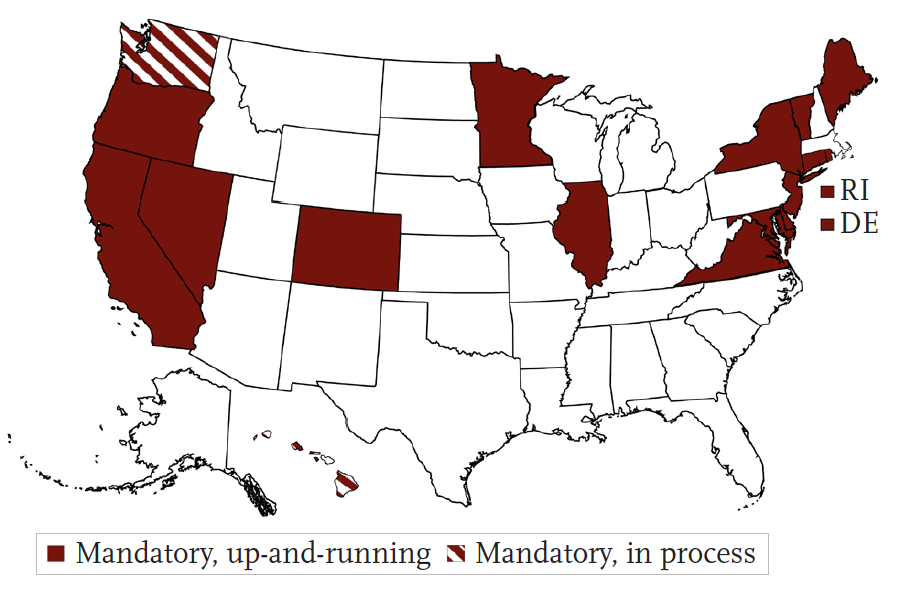 RI
DE
Mandatory, up-and-running Mandatory, in process